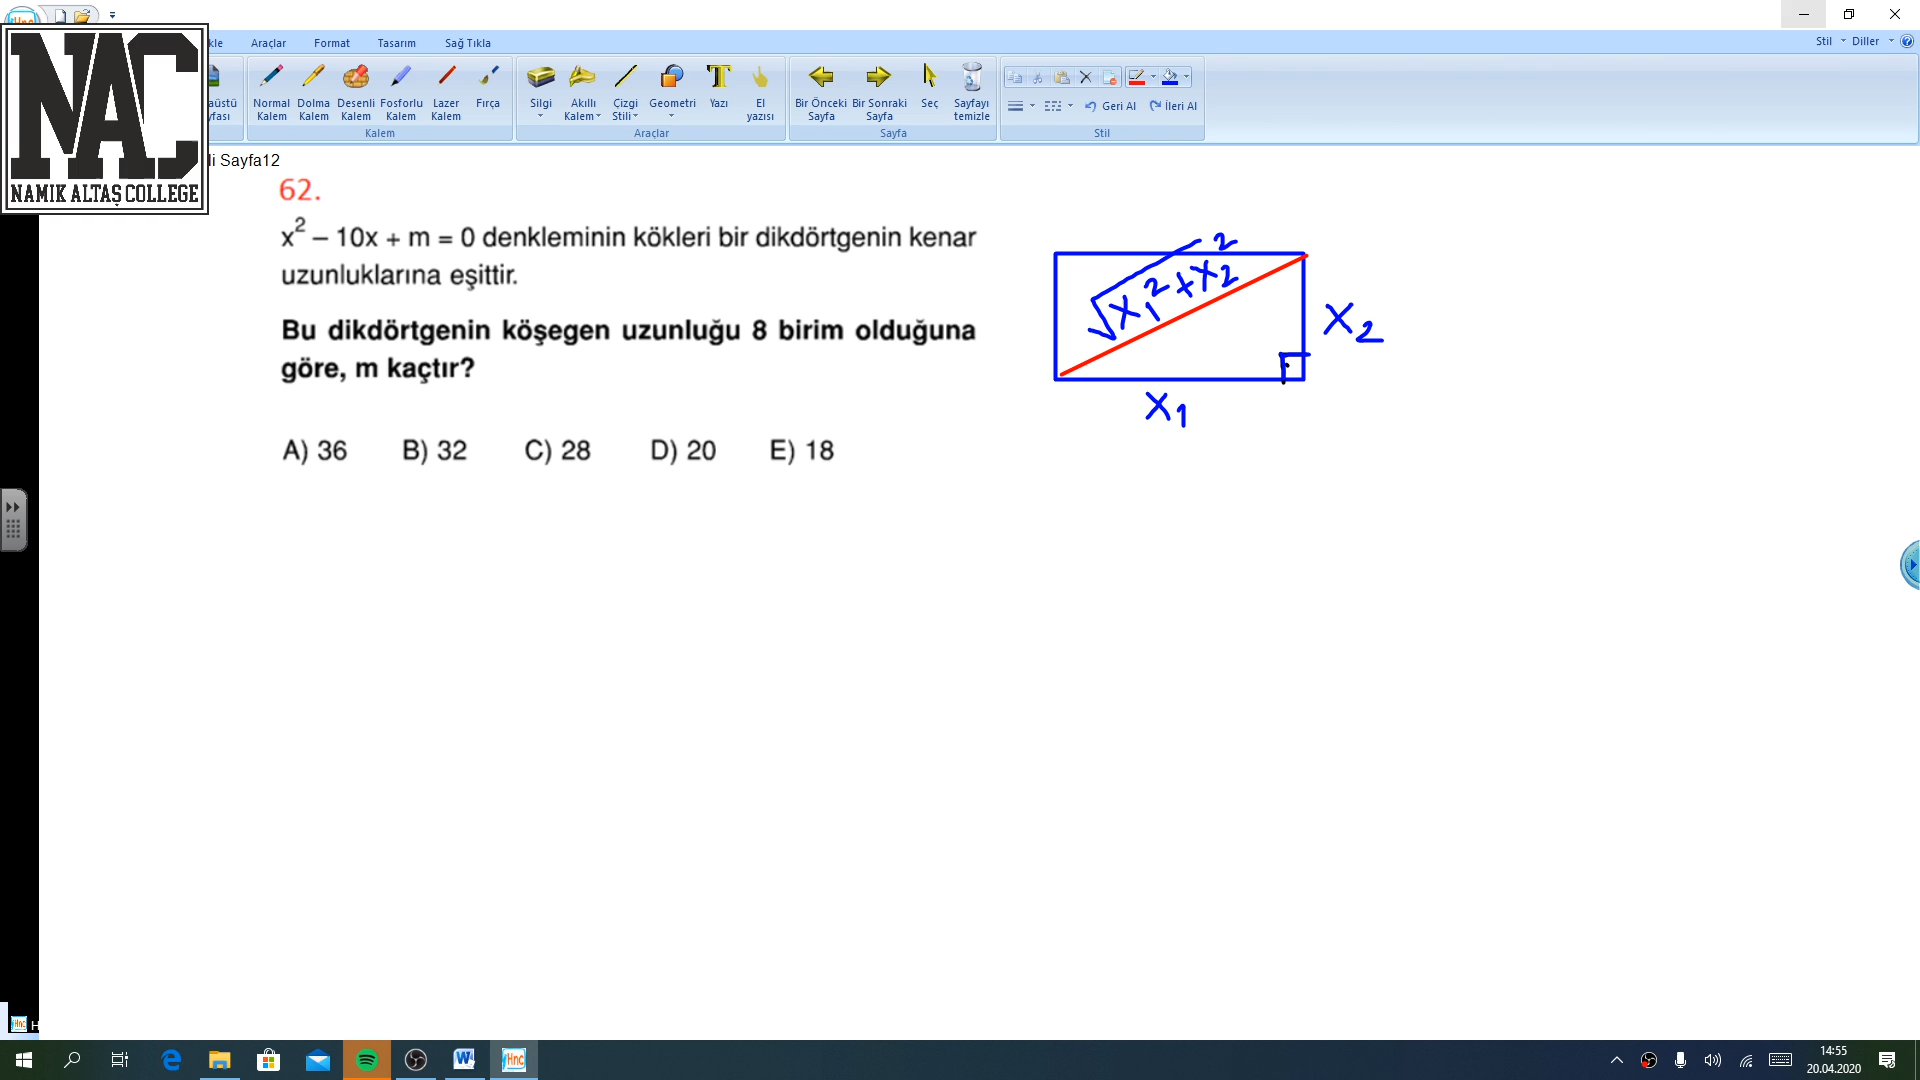 Araçlar Format Tasarım Sağ Tıkla
Stil Diller
NAC
NAMIK ALTAŞ COLLEGE
Normal Kalem
Dolma Kalem
Desenli Kalem
Fosforlu Kalem
Lazer Kalem
Fırça
Kalem
Silgi
Akıllı Kalem
Çizgi Stili
Geometri
Yazı
El yazısı
Araçlar
Bir Önceki Sayfa
Bir Sonraki Sayfa
Seç
Sayfayı temizle
Sayfa
Geri Al
İleri Al
Stil
li Sayfa12
62.
x² – 10x + m = 0 denkleminin kökleri bir dikdörtgenin kenar
uzunluklarına eşittir.
Bu dikdörtgenin köşegen uzunluğu 8 birim olduğuna
göre, m kaçtır?
A) 36 B) 32 C) 28 D) 20 E) 18
√x₁² + x₂²
x₂
x₁
14:55
20.04.2020